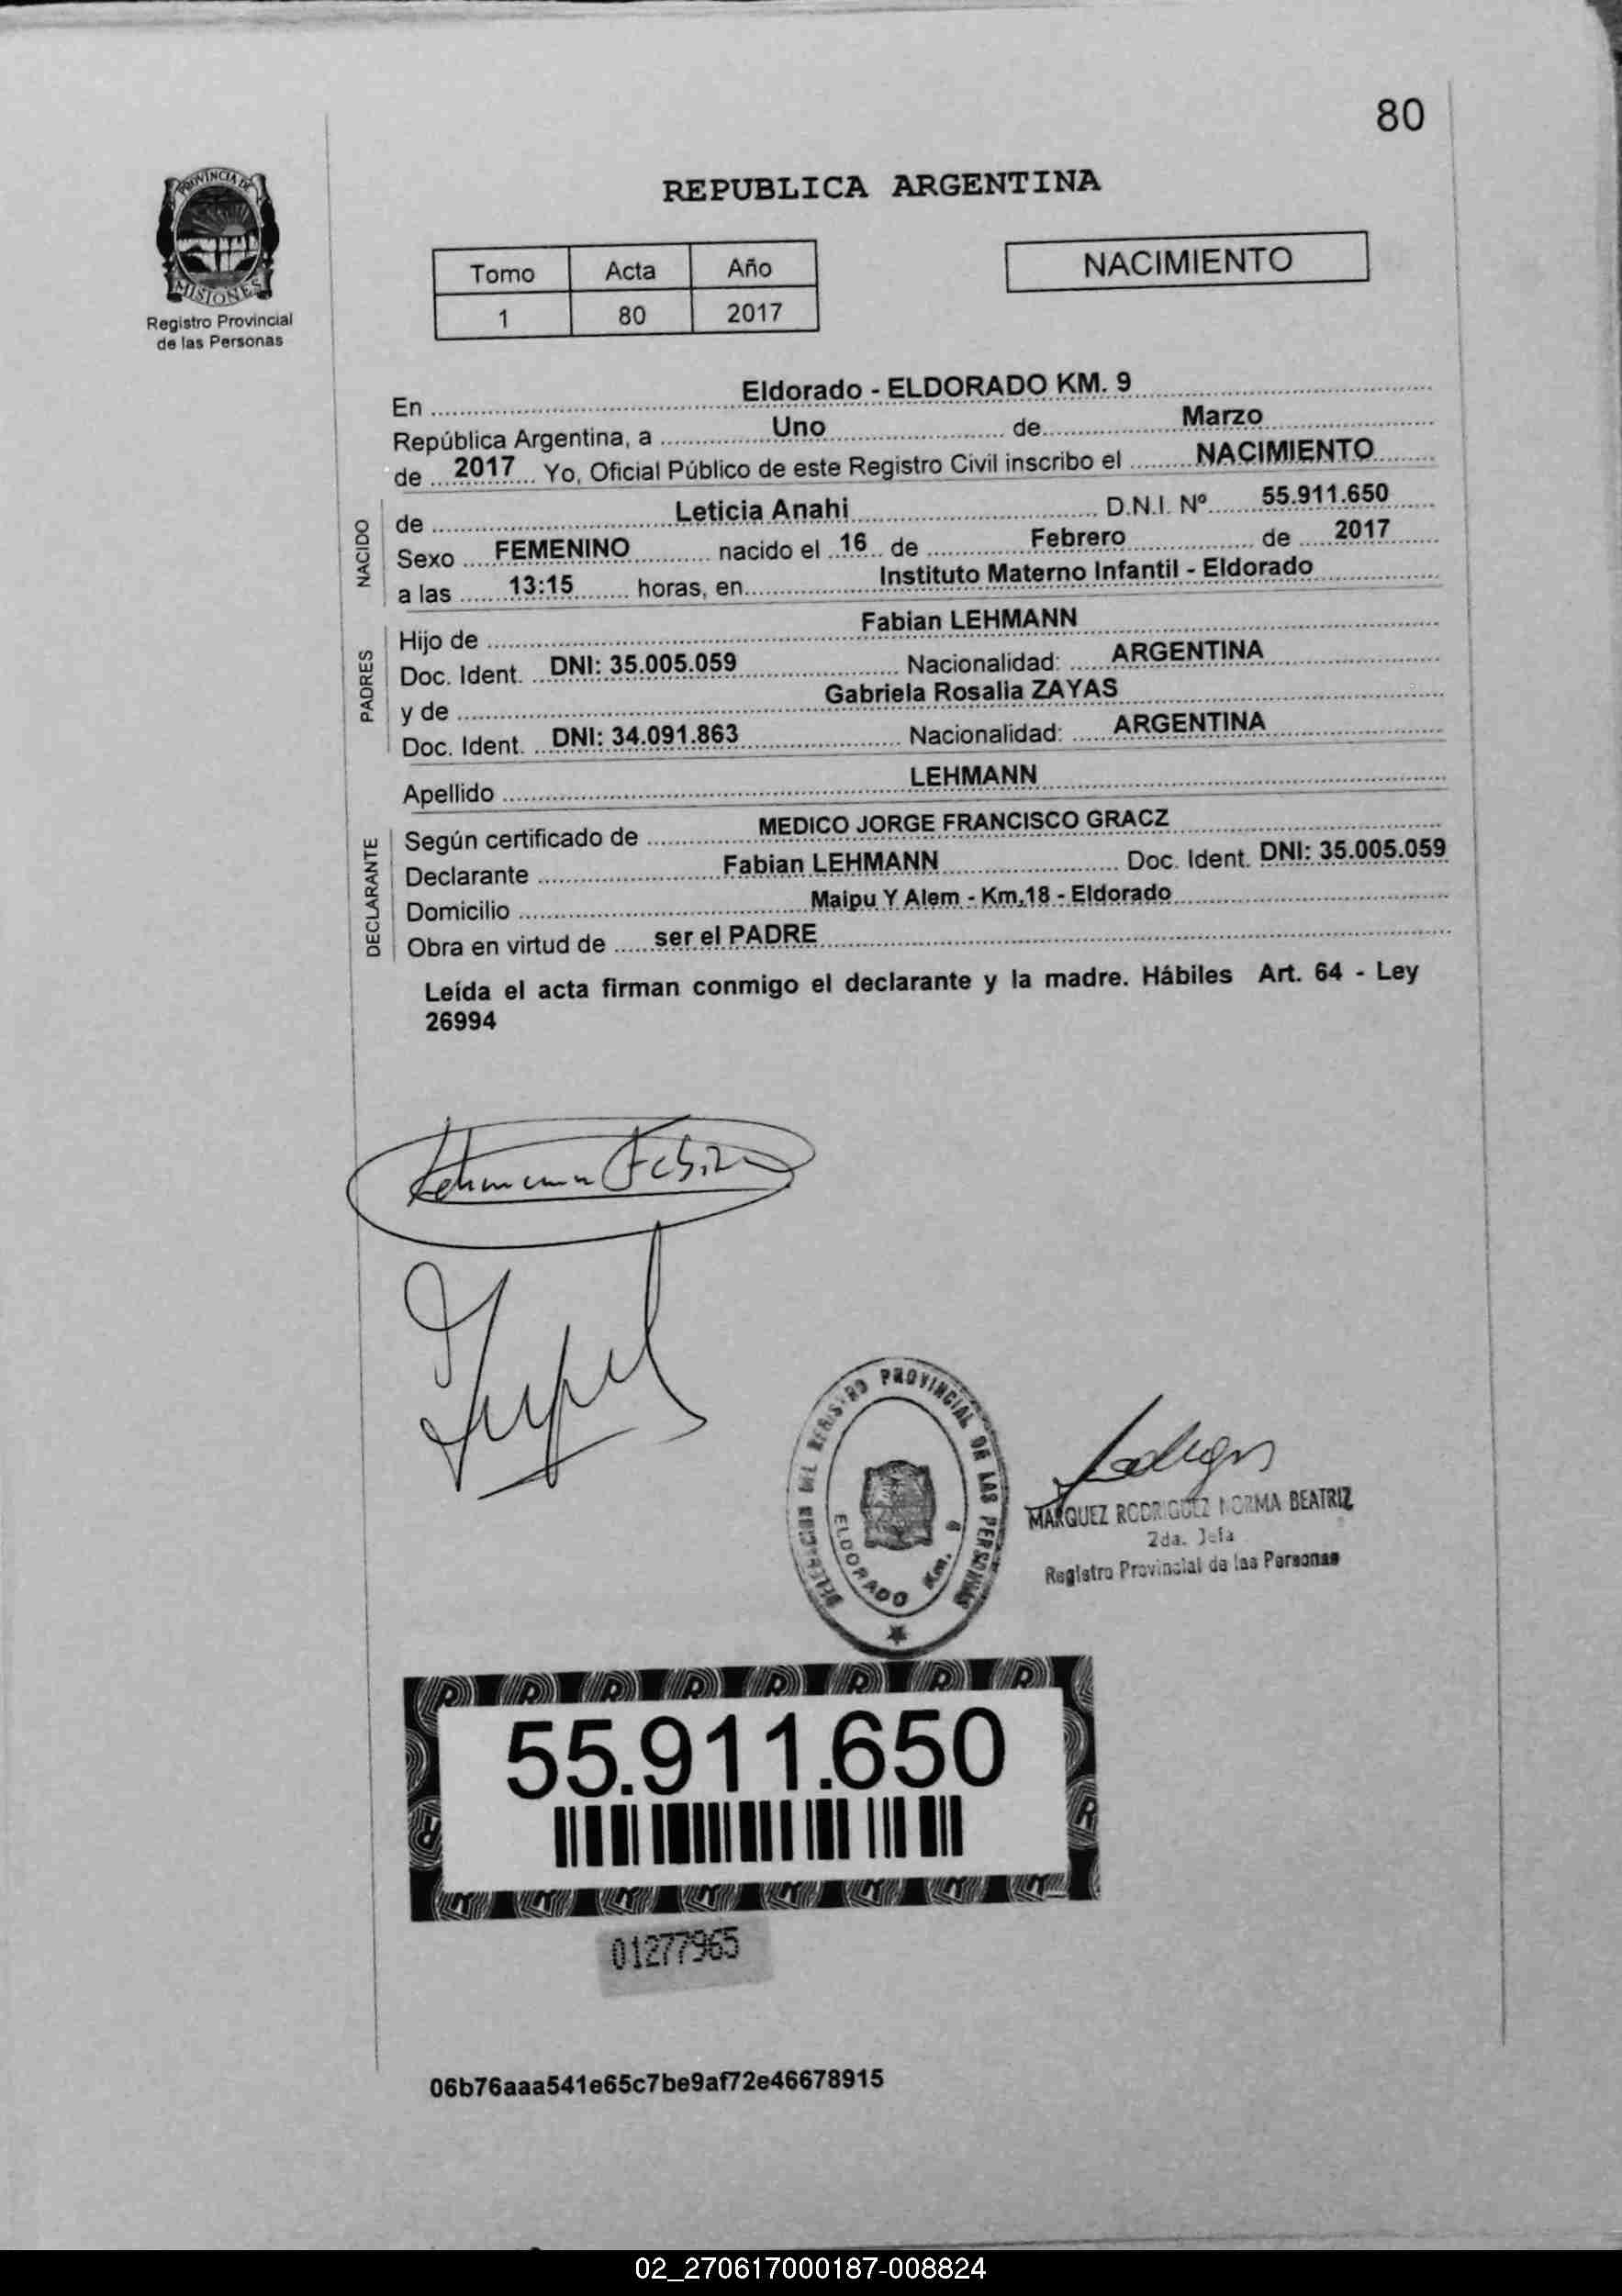 80
PROVINCIA DE
MISIONES
Registro Provincial
de las Personas
REPUBLICA ARGENTINA
Tomo Acta Año
1 80 2017
NACIMIENTO
En Eldorado - ELDORADO KM. 9
República Argentina, a Uno de Marzo
de 2017 Yo, Oficial Público de este Registro Civil inscribo el NACIMIENTO
NACIDO
de Leticia Anahi D.N.I. Nº 55.911.650
Sexo FEMENINO nacido el 16 de Febrero de 2017
a las 13:15 horas, en Instituto Materno Infantil - Eldorado
PADRES
Hijo de Fabian LEHMANN
Doc. Ident. DNI: 35.005.059 Nacionalidad: ARGENTINA
y de Gabriela Rosalia ZAYAS
Doc. Ident. DNI: 34.091.863 Nacionalidad: ARGENTINA
Apellido LEHMANN
DECLARANTE
Según certificado de MEDICO JORGE FRANCISCO GRACZ
Declarante Fabian LEHMANN Doc. Ident. DNI: 35.005.059
Domicilio Maipu Y Alem - Km.18 - Eldorado
Obra en virtud de ser el PADRE
Leída el acta firman conmigo el declarante y la madre. Hábiles Art. 64 - Ley
26994
Lehmann Fabian
REGISTRO PROVINCIAL DE LAS PERSONAS
ELDORADO Km.
MARQUEZ RODRIGUEZ NORMA BEATRIZ
2da. Jefa
Registro Provincial de las Personas
55.911.650
01277965
06b76aaa541e65c7be9af72e46678915
02_270617000187-008824